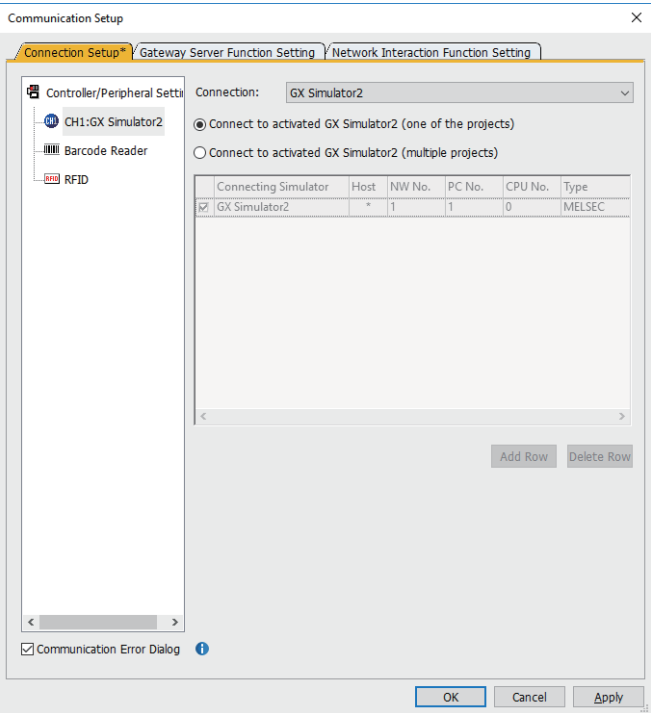 Communication Setup
Connection Setup* Gateway Server Function Setting Network Interaction Function Setting
Controller/Peripheral Setti
CH1 CH1:GX Simulator2
Barcode Reader
RFID RFID
Connection: GX Simulator2
Connect to activated GX Simulator2 (one of the projects)
Connect to activated GX Simulator2 (multiple projects)
Connecting Simulator Host NW No. PC No. CPU No. Type
GX Simulator2 * 1 1 0 MELSEC
Add Row Delete Row
Communication Error Dialog
OK Cancel Apply